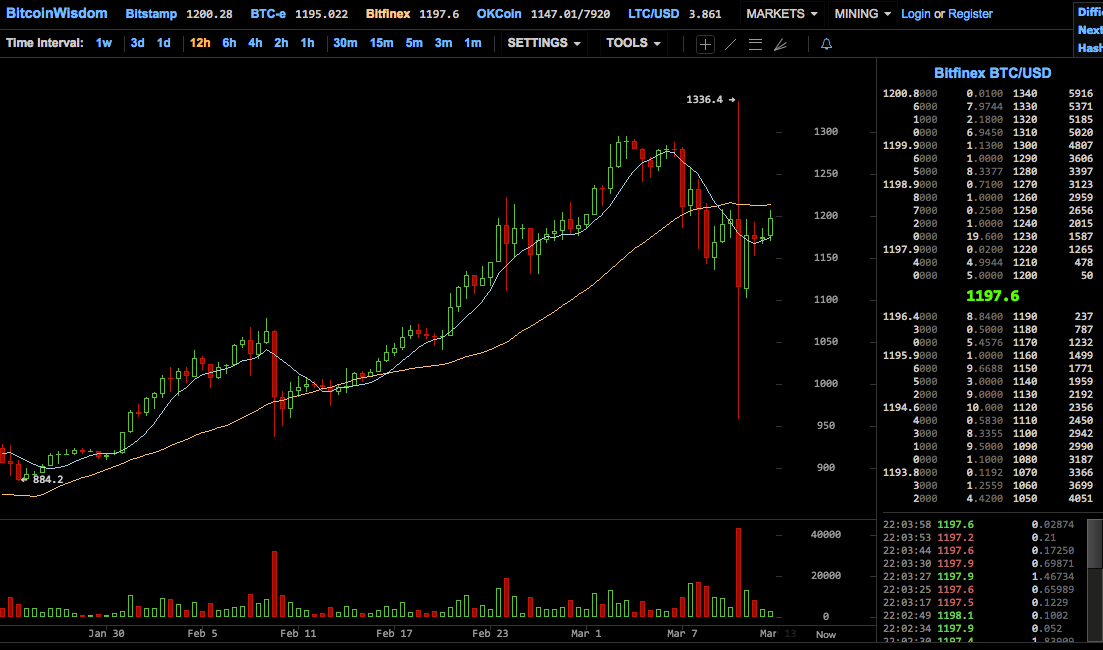 BitcoinWisdom Bitstamp 1200.28 BTC-e 1195.022 Bitfinex 1197.6 OKCoin 1147.01/7920 LTC/USD 3.861 MARKETS MINING Login or Register
Time Interval: 1w 3d 1d 12h 6h 4h 2h 1h 30m 15m 5m 3m 1m SETTINGS TOOLS
Diffic
Next
Hash
1336.4
884.2
1300
1250
1200
1150
1100
1050
1000
950
900
40000
20000
0
Jan 30 Feb 5 Feb 11 Feb 17 Feb 23 Mar 1 Mar 7 Mar 13 Now
Bitfinex BTC/USD
1200.8000 0.0100 1340 5916
6000 7.9744 1330 5371
1000 2.1800 1320 5185
0000 6.9450 1310 5020
1199.9000 1.1300 1300 4807
6000 1.0000 1290 3606
5000 8.3377 1280 3397
1198.9000 0.7100 1270 3123
8000 1.0000 1260 2959
7000 0.2500 1250 2656
2000 1.0000 1240 2015
0000 19.600 1230 1587
1197.9000 0.0200 1220 1265
4000 4.9944 1210 478
0000 5.0000 1200 50
1197.6
1196.4000 8.8400 1190 237
3000 0.5000 1180 787
0000 5.4576 1170 1232
1195.9000 1.0000 1160 1499
6000 9.6688 1150 1771
5000 3.0000 1140 1959
2000 9.0000 1130 2192
1194.6000 10.000 1120 2356
4000 0.5830 1110 2450
3000 8.3355 1100 2942
1000 9.5000 1090 2990
0000 1.1000 1080 3187
1193.8000 0.1192 1070 3366
3000 1.2559 1060 3699
2000 4.4200 1050 4051
22:03:58 1197.6 0.02874
22:03:53 1197.2 0.21
22:03:44 1197.6 0.17250
22:03:30 1197.9 0.69871
22:03:27 1197.9 1.46734
22:03:25 1197.6 0.65989
22:03:17 1197.5 0.1229
22:02:49 1198.1 0.1002
22:02:34 1197.9 0.052
22:02:30 1197.4 1.83909